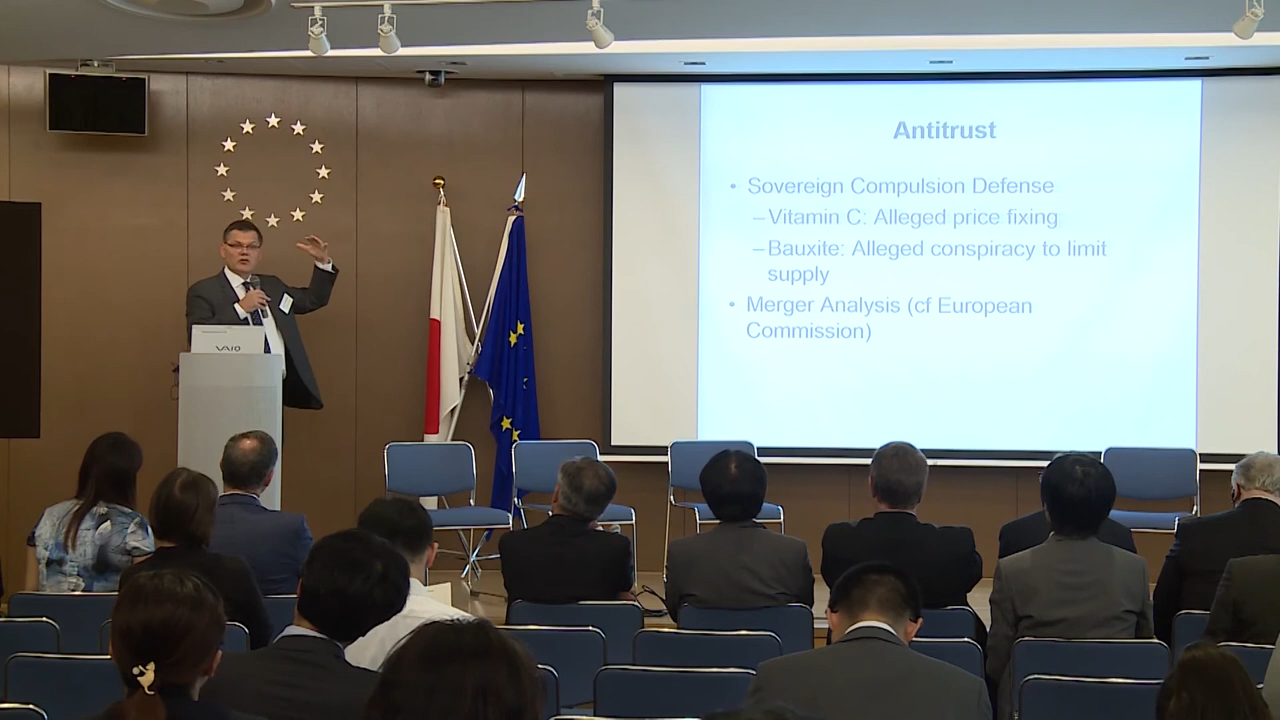 Antitrust
• Sovereign Compulsion Defense
–Vitamin C: Alleged price fixing
–Bauxite: Alleged conspiracy to limit
supply
• Merger Analysis (cf European
Commission)
VAIO